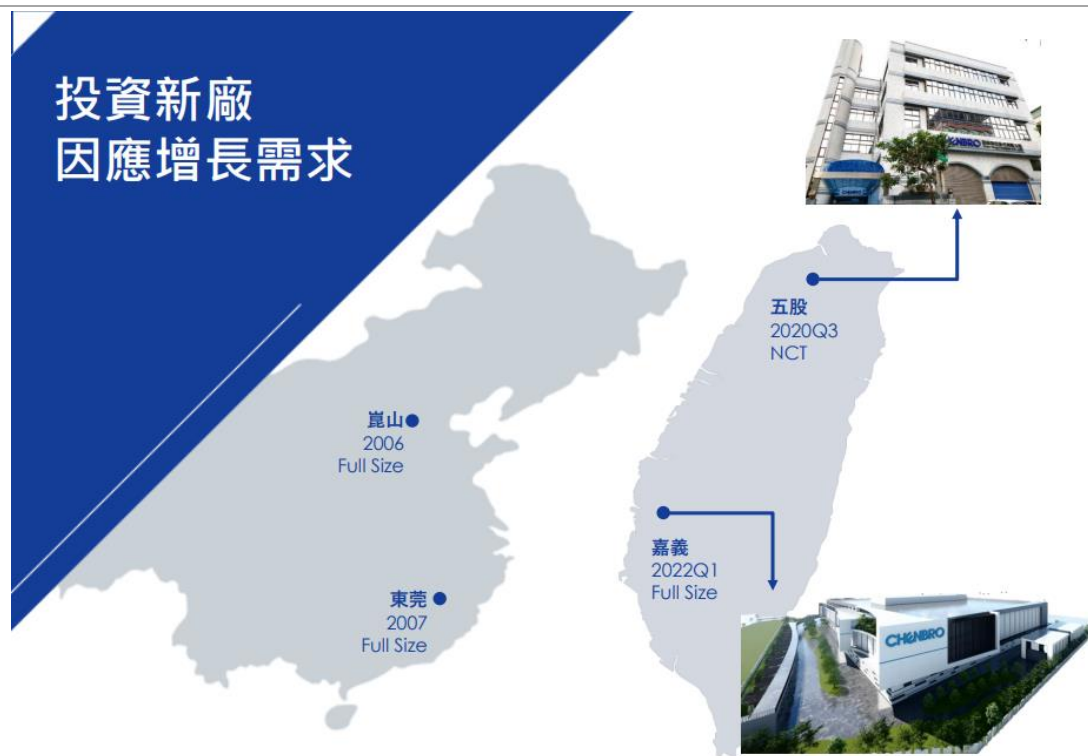 投資新廠
因應增長需求
CHENBRO
五股
2020Q3
NCT
崑山
2006
Full Size
嘉義
2022Q1
Full Size
東莞
2007
Full Size
CHENBRO